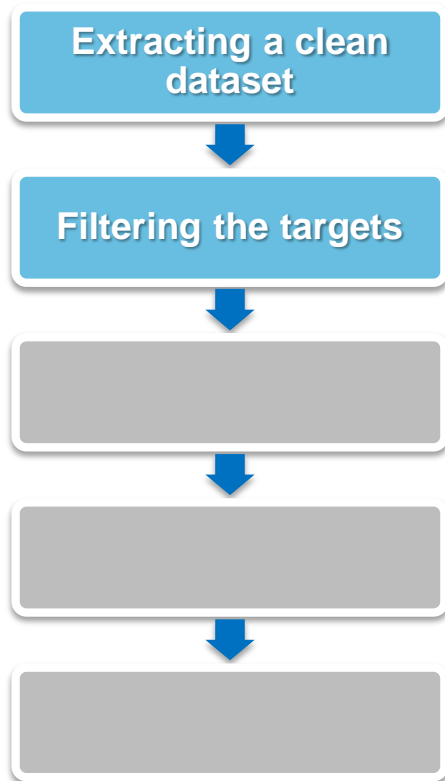 Extracting a clean
dataset
Filtering the targets